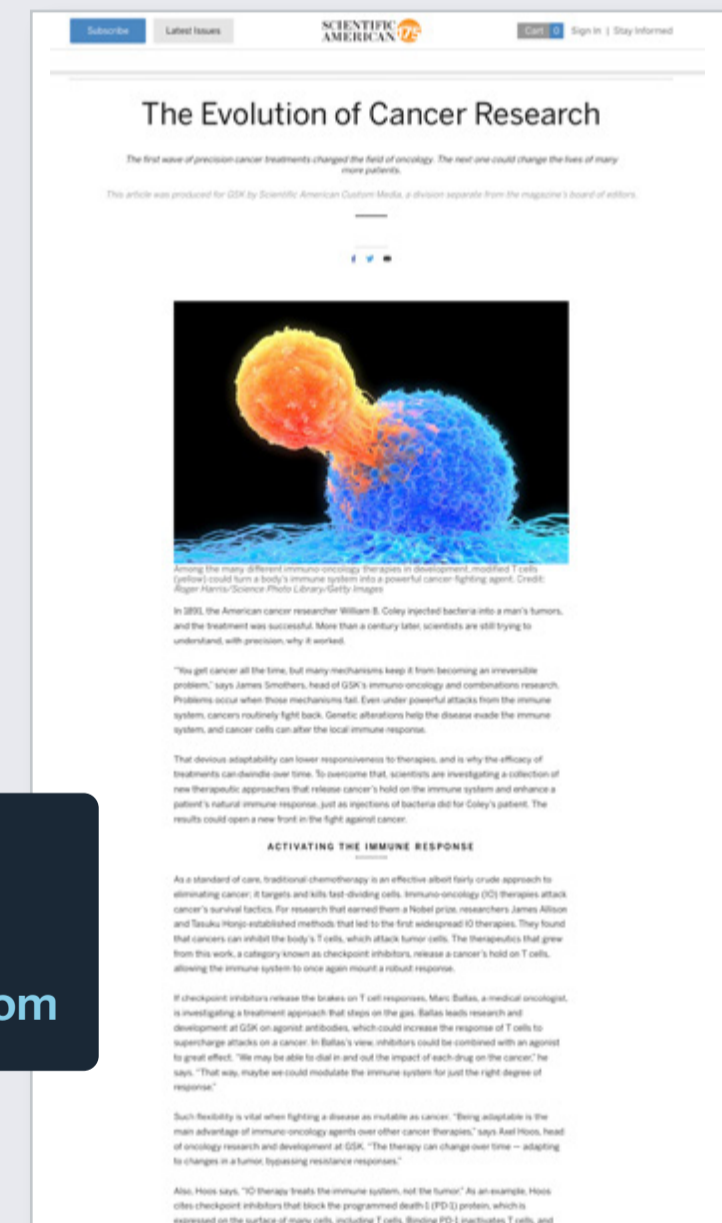 Subscribe
Latest Issues
SCIENTIFIC
AMERICAN 175
Cart 0 Sign In | Stay Informed
The Evolution of Cancer Research
The first wave of precision cancer treatments changed the field of oncology. The next one could change the lives of many
more patients.
This article was produced for GSK by Scientific American Custom Media, a division separate from the magazine's board of editors.
Among the many different immuno-oncology therapies in development, modified T cells
(yellow) could turn a body's immune system into a powerful cancer-fighting agent. Credit:
Roger Harris/Science Photo Library/Getty Images
In 1891, the American cancer researcher William B. Coley injected bacteria into a man's tumors,
and the treatment was successful. More than a century later, scientists are still trying to
understand, with precision, why it worked.
"You get cancer all the time, but many mechanisms keep it from becoming an irreversible
problem," says James Smothers, head of GSK's immuno-oncology and combinations research.
Problems occur when those mechanisms fail. Even under powerful attacks from the immune
system, cancers routinely fight back. Genetic alterations help the disease evade the immune
system, and cancer cells can alter the local immune response.
That devious adaptability can lower responsiveness to therapies, and is why the efficacy of
treatments can dwindle over time. To overcome that, scientists are investigating a collection of
new therapeutic approaches that release cancer's hold on the immune system and enhance a
patient's natural immune response, just as injections of bacteria did for Coley's patient. The
results could open a new front in the fight against cancer.
ACTIVATING THE IMMUNE RESPONSE
As a standard of care, traditional chemotherapy is an effective albeit fairly crude approach to
eliminating cancer; it targets and kills fast-dividing cells. Immuno-oncology (IO) therapies attack
cancer's survival tactics. For research that earned them a Nobel prize, researchers James Allison
and Tasuku Honjo established methods that led to the first widespread IO therapies. They found
that cancers can inhibit the body's T cells, which attack tumor cells. The therapeutics that grew
from this work, a category known as checkpoint inhibitors, release a cancer's hold on T cells,
allowing the immune system to once again mount a robust response.
om
If checkpoint inhibitors release the brakes on T cell responses, Marc Ballas, a medical oncologist,
is investigating a treatment approach that steps on the gas. Ballas leads research and
development at GSK on agonist antibodies, which could increase the response of T cells to
supercharge attacks on a cancer. In Ballas's view, inhibitors could be combined with an agonist
to great effect. "We may be able to dial in and out the impact of each drug on the cancer," he
says. "That way, maybe we could modulate the immune system for just the right degree of
response."
Such flexibility is vital when fighting a disease as mutable as cancer. "Being adaptable is the
main advantage of immuno-oncology agents over other cancer therapies," says Axel Hoos, head
of oncology research and development at GSK. "The therapy can change over time — adapting
to changes in a tumor, bypassing resistance responses."
Also, Hoos says, "IO therapy treats the immune system, not the tumor." As an example, Hoos
cites checkpoint inhibitors that block the programmed death-1 (PD-1) protein, which is
expressed on the surface of many cells, including T cells. Binding PD-1 inactivates T cells, and